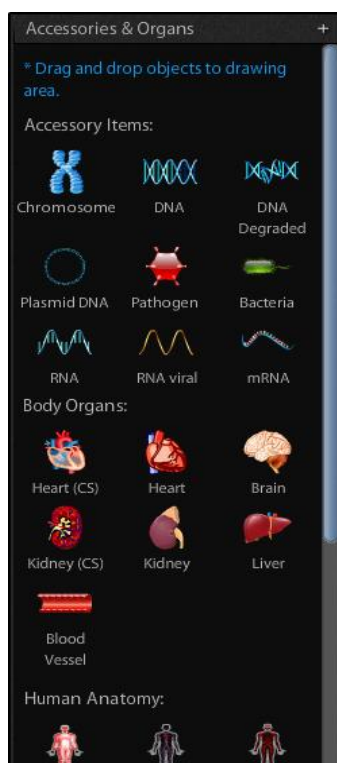 Accessories & Organs +
* Drag and drop objects to drawing
area.
Accessory Items:
Chromosome DNA DNA
Degraded
Plasmid DNA Pathogen Bacteria
RNA RNA viral mRNA
Body Organs:
Heart (CS) Heart Brain
Kidney (CS) Kidney Liver
Blood
Vessel
Human Anatomy: